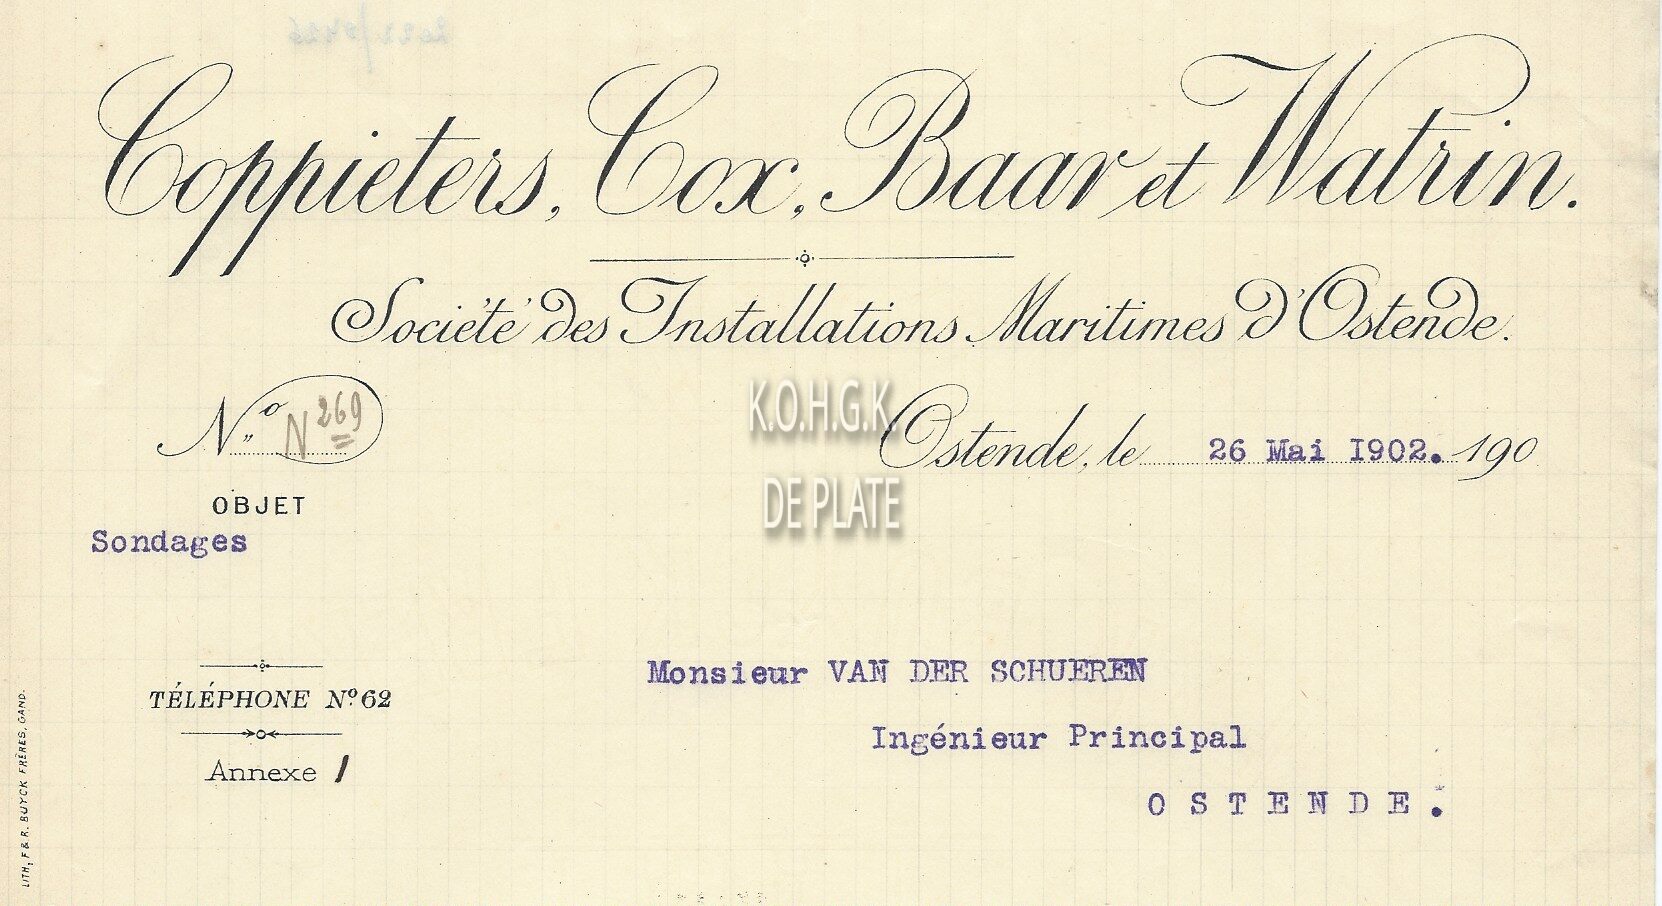 Coppieters, Cox, Baar et Watrin.
Société des Installations Maritimes d'Ostende.
N.º N 269
K.O.H.G.K.
DE PLATE
Ostende, le 26 Mai 1902. 190
OBJET
Sondages
Monsieur VAN DER SCHUEREN
TÉLÉPHONE Nº 62
Ingénieur Principal
Annexe 1
OSTENDE.
LITH, F & R. BUYCK FRÈRES, GAND.